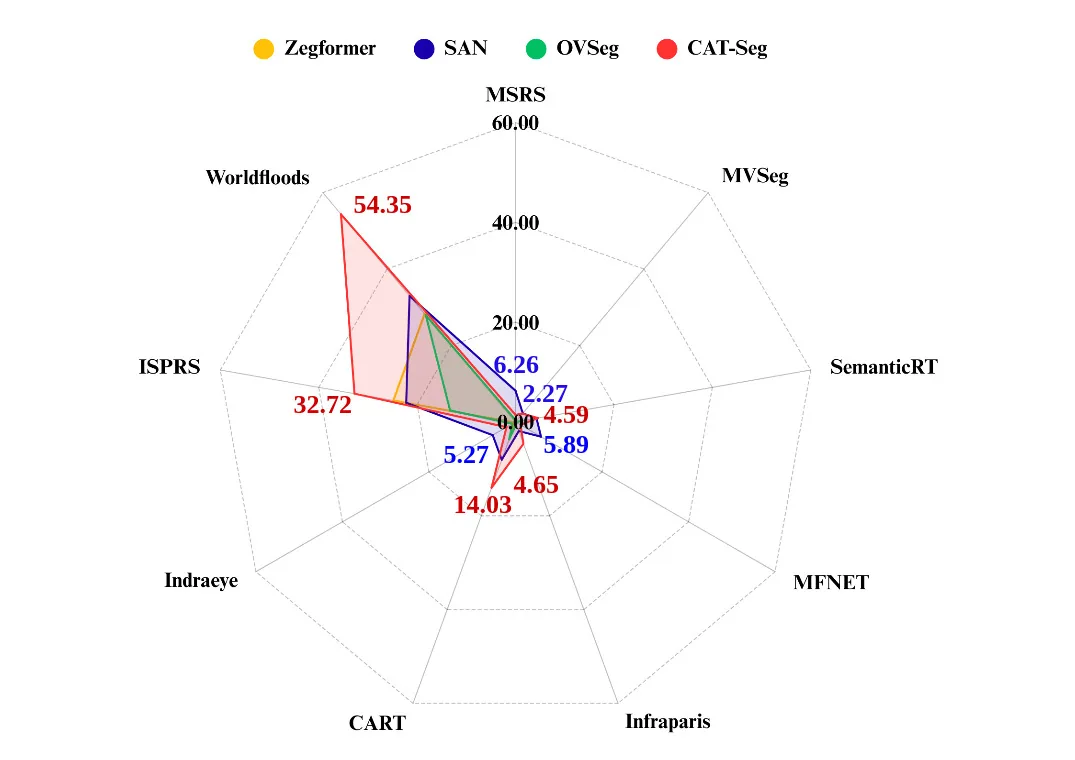 Zegformer SAN OVSeg CAT-Seg
MSRS
60.00
Worldfloods
MVSeg
54.35
40.00
20.00
ISPRS
6.26
SemanticRT
2.27
32.72
4.59
0.00
5.27
5.89
4.65
14.03
Indraeye
MFNET
CART
Infraparis